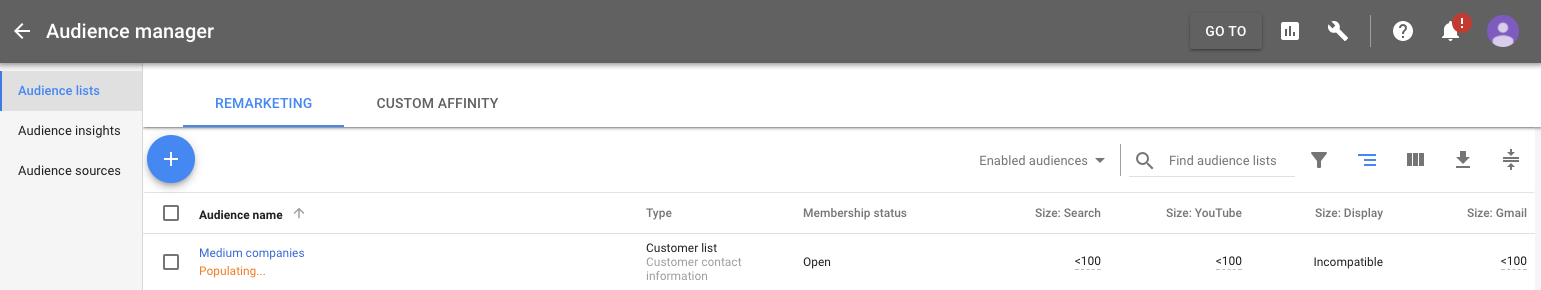 Audience manager
GO TO
!
Audience lists
Audience insights
Audience sources
REMARKETING
CUSTOM AFFINITY
Enabled audiences
Find audience lists
Audience name
Type
Membership status
Size: Search
Size: YouTube
Size: Display
Size: Gmail
Medium companies
Populating...
Customer list
Customer contact
information
Open
<100
<100
Incompatible
<100